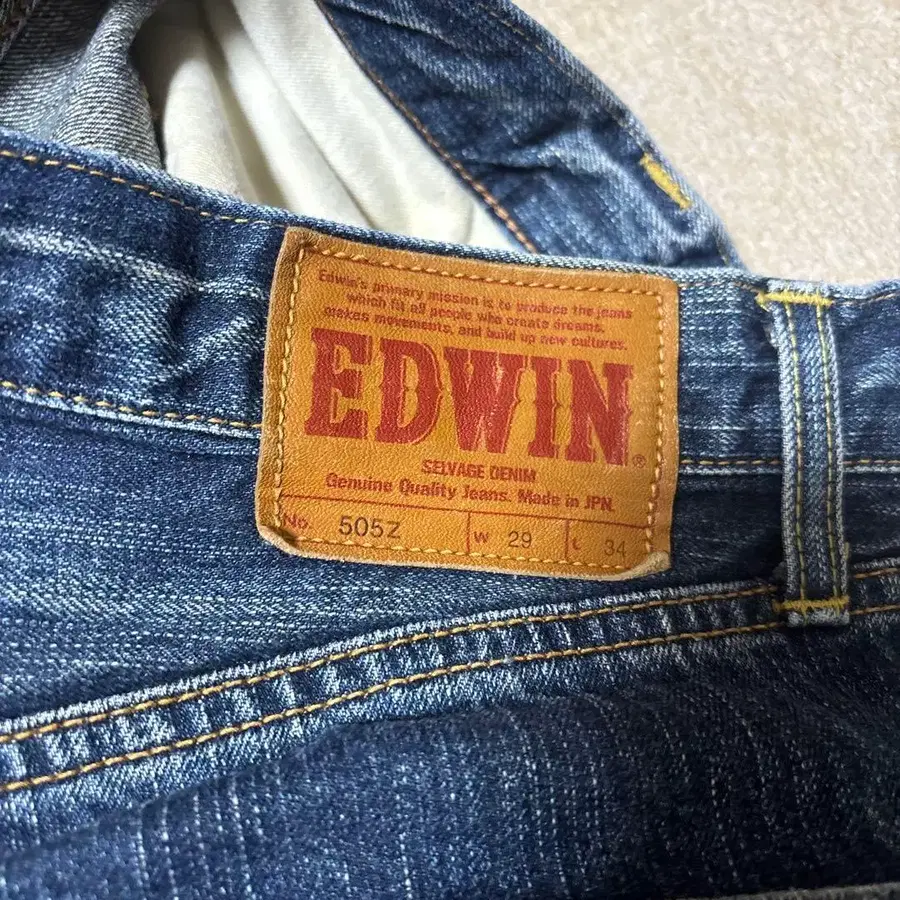 Edwin's primary mission is to produce the jeans
which fit all people who create dreams,
makes movements, and build up new cultures.
EDWIN®
SELVAGE DENIM
Genuine Quality Jeans. Made in JPN.
No. 505Z W 29 L 34